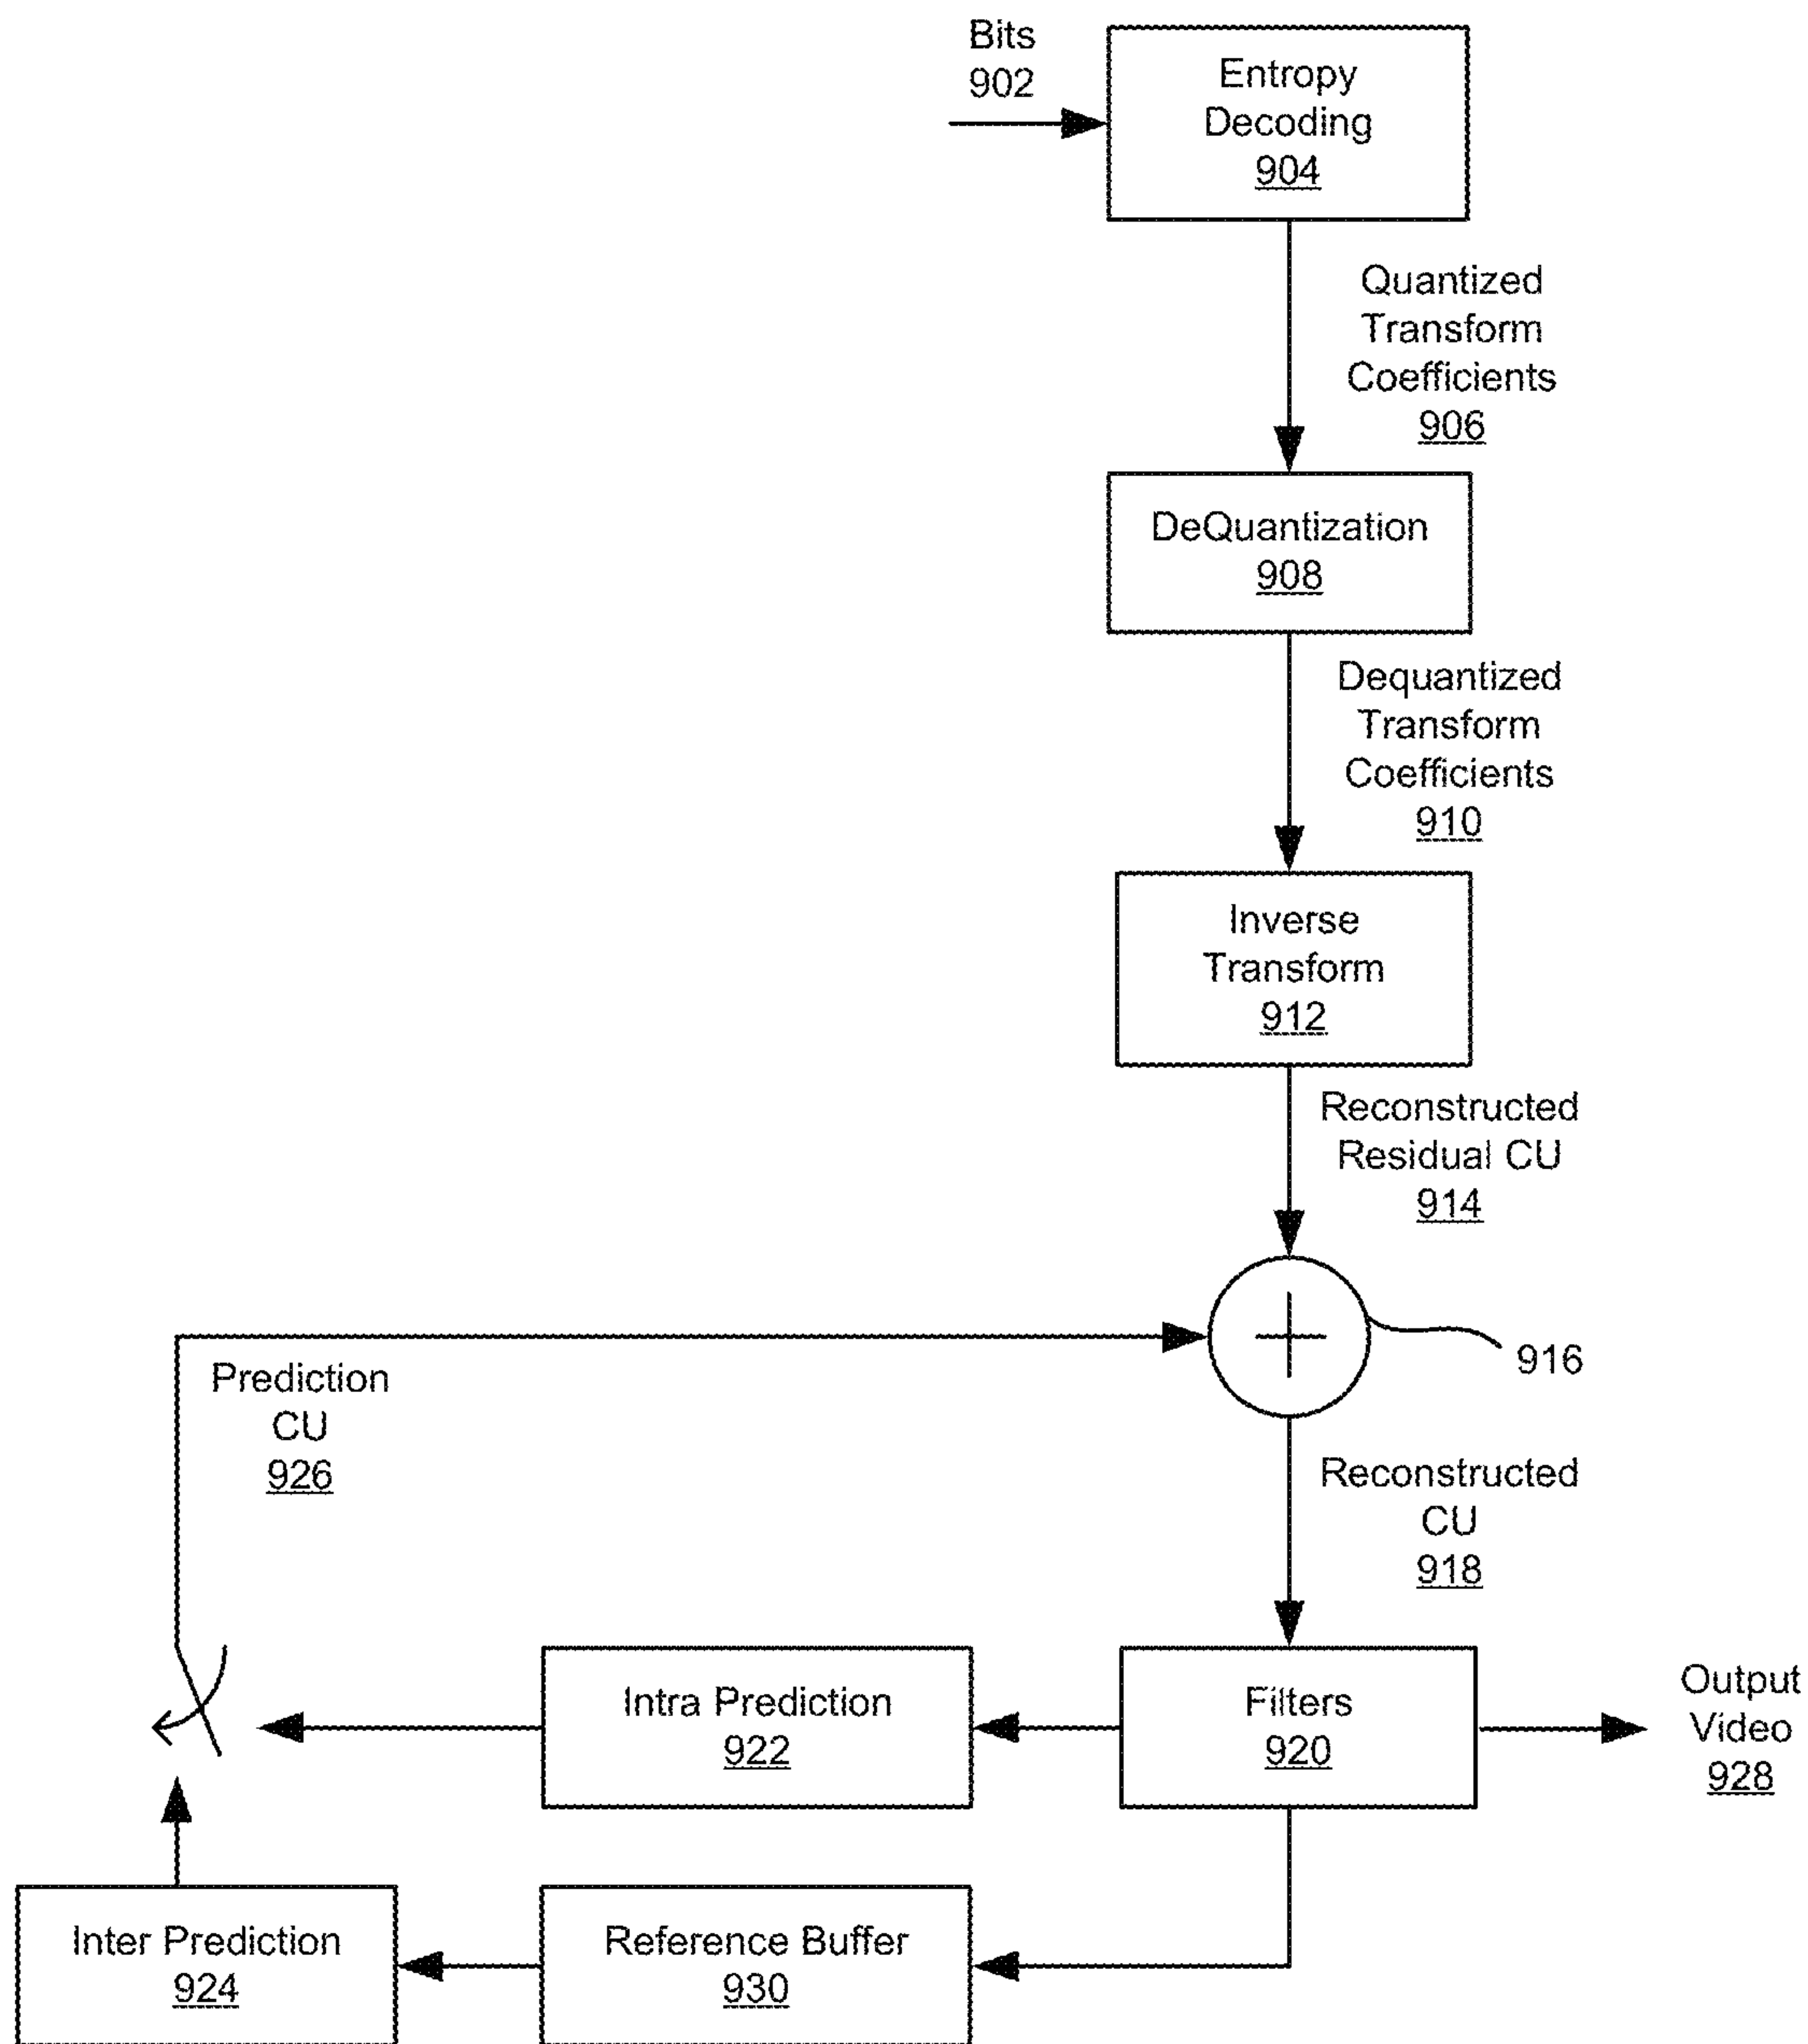 Bits
902
Entropy
Decoding
904
Quantized
Transform
Coefficients
906
DeQuantization
908
Dequantized
Transform
Coefficients
910
Inverse
Transform
912
Reconstructed
Residual CU
914
916
Prediction
CU
926
Reconstructed
CU
918
Intra Prediction
922
Filters
920
Output
Video
928
Inter Prediction
924
Reference Buffer
930